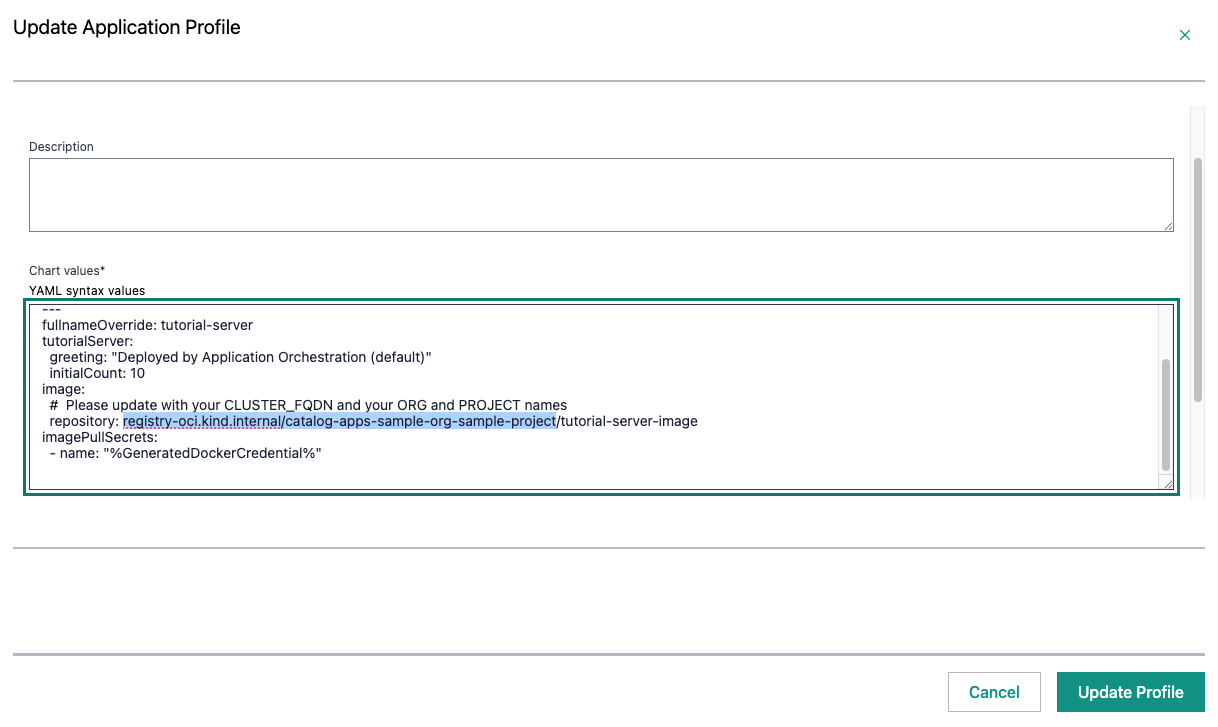 Update Application Profile
Description
Chart values*
YAML syntax values
---
fullnameOverride: tutorial-server
tutorialServer:
  greeting: "Deployed by Application Orchestration (default)"
  initialCount: 10
image:
  #  Please update with your CLUSTER_FQDN and your ORG and PROJECT names
  repository: registry-oci.kind.internal/catalog-apps-sample-org-sample-project/tutorial-server-image
imagePullSecrets:
  - name: "%GeneratedDockerCredential%"
Cancel
Update Profile